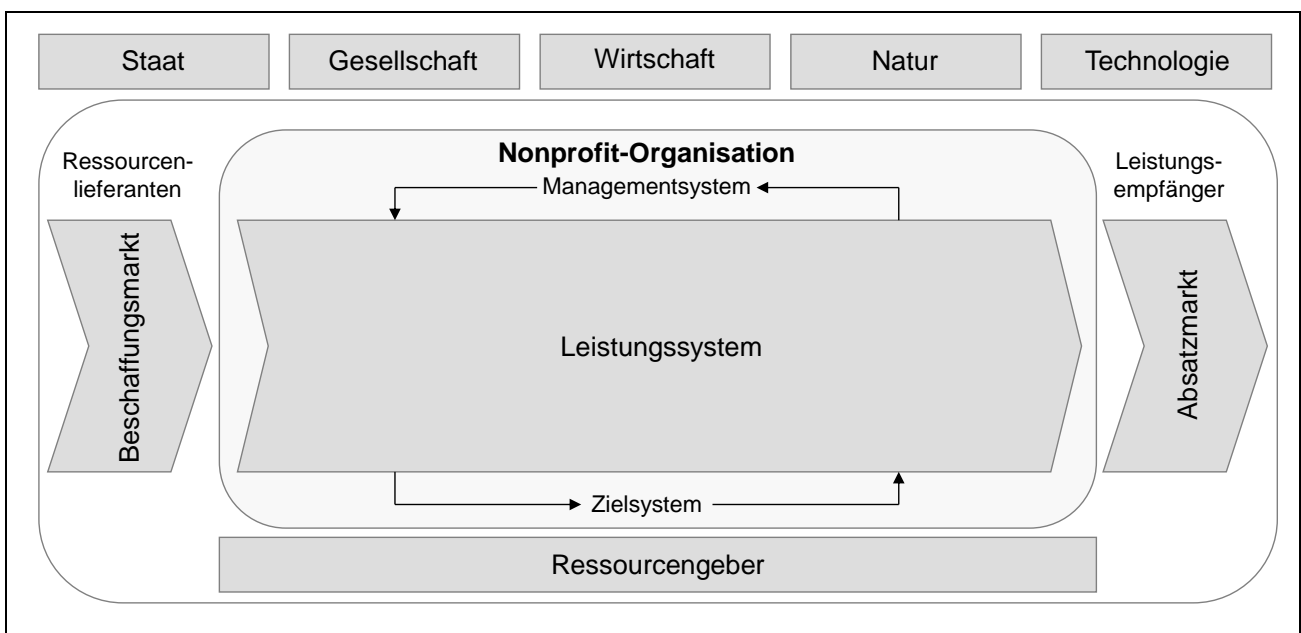 Staat
Gesellschaft
Wirtschaft
Natur
Technologie
Nonprofit-Organisation
Ressourcen-
lieferanten
Leistungs-
empfänger
Managementsystem
Beschaffungsmarkt
Leistungssystem
Absatzmarkt
Zielsystem
Ressourcengeber